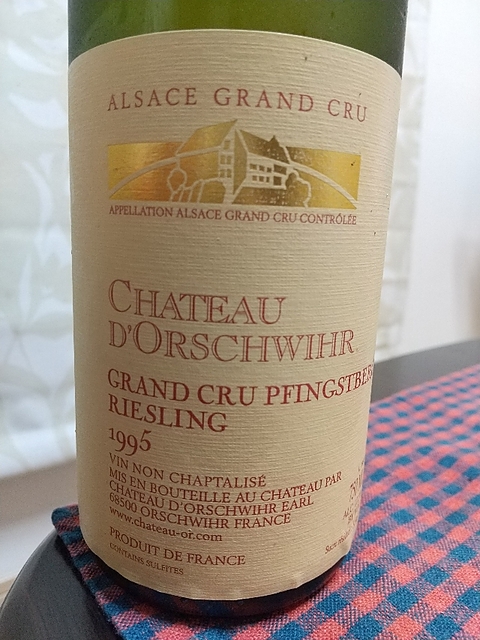 ALSACE GRAND CRU
APPELLATION ALSACE GRAND CRU CONTRÔLÉE
CHATEAU
D'ORSCHWIHR
GRAND CRU PFINGSTBERG
RIESLING
1995
VIN NON CHAPTALISÉ
MIS EN BOUTEILLE AU CHATEAU PAR
CHATEAU D'ORSCHWIHR EARL
68500 ORSCHWIHR FRANCE
www.chateau-or.com
PRODUIT DE FRANCE
CONTAINS SULFITES